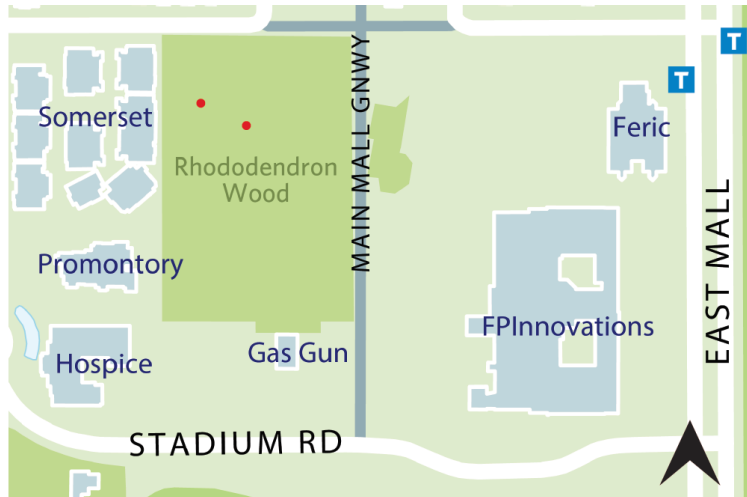 T
T
MAIN MALL GNWY
Somerset
Feric
Rhododendron
Wood
EAST MALL
Promontory
FPInnovations
Gas Gun
Hospice
STADIUM RD